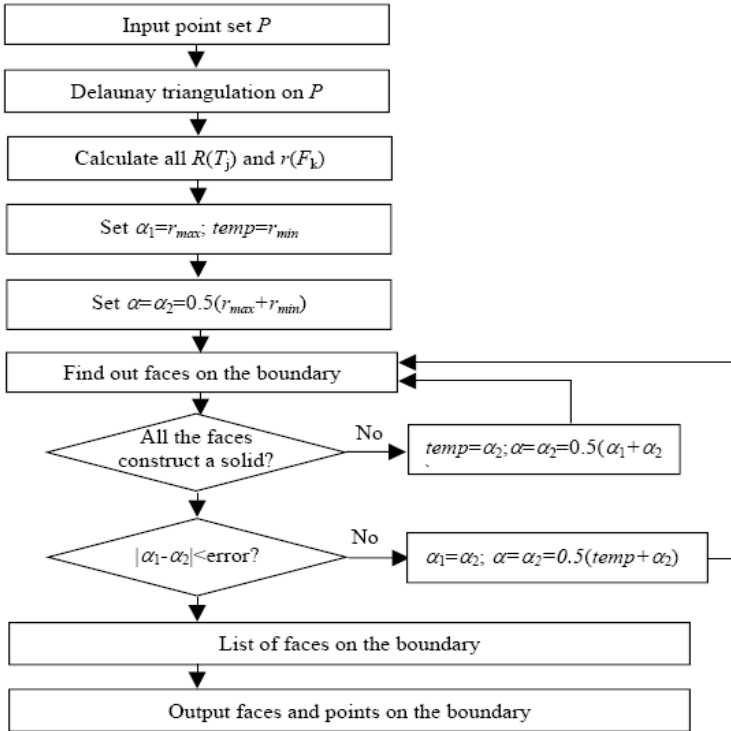 Input point set P
Delaunay triangulation on P
Calculate all R(Tj) and r(Fk)
Set α1=rmax; temp=rmin
Set α=α2=0.5(rmax+rmin)
Find out faces on the boundary
All the faces
construct a solid?
No
temp=α2;α=α2=0.5(α1+α2
|α1-α2|<error?
No
α1=α2; α=α2=0.5(temp+α2)
List of faces on the boundary
Output faces and points on the boundary